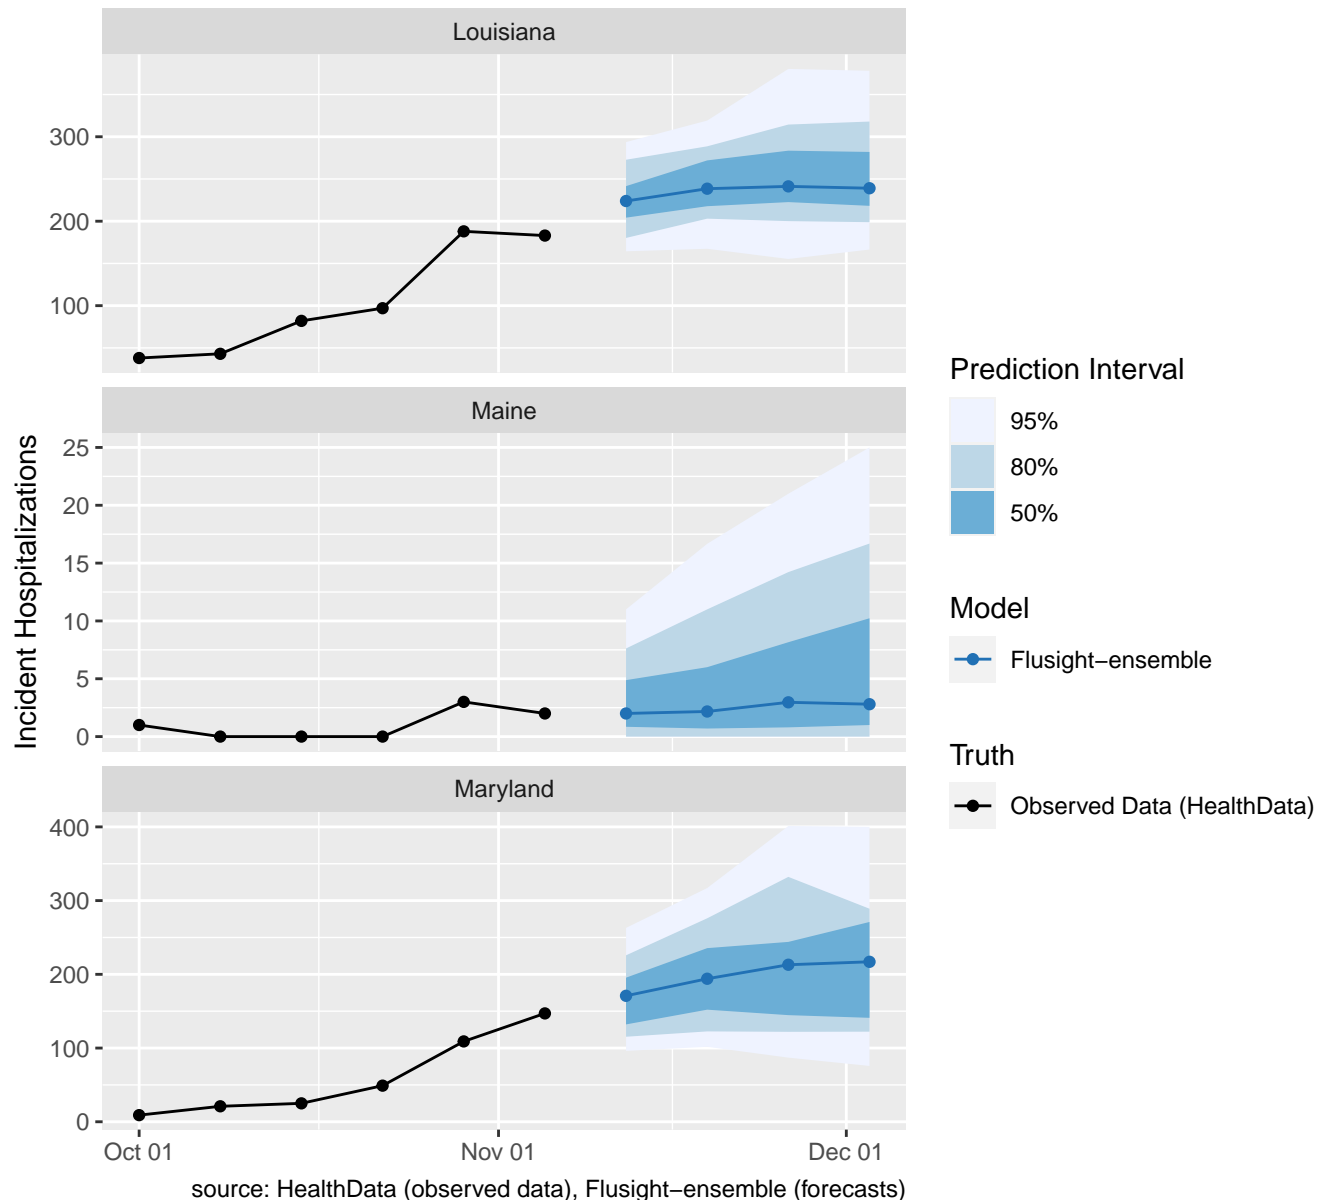 Louisiana
300
200
100
Maine
25
20
15
10
5
0
Maryland
400
300
200
100
0
Incident Hospitalizations
Oct 01
Nov 01
Dec 01
source: HealthData (observed data), Flusight−ensemble (forecasts)
Prediction Interval
95%
80%
50%
Model
Flusight−ensemble
Truth
Observed Data (HealthData)